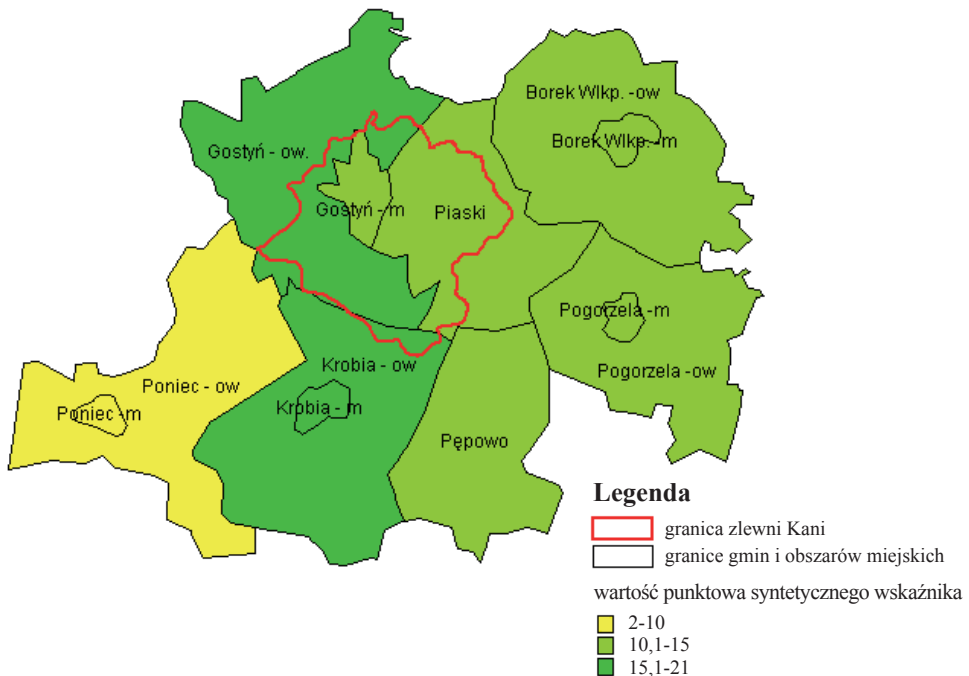 Borek Wlkp. -ow
Borek Wlkp. -m
Gostyń - ow.
Gostyń - m
Piaski
Pogorzela -m
Pogorzela -ow
Krobia - ow
Krobia - m
Poniec - ow
Poniec -m
Pępowo
Legenda
granica zlewni Kani
granice gmin i obszarów miejskich
wartość punktowa syntetycznego wskaźnika
2-10
10,1-15
15,1-21